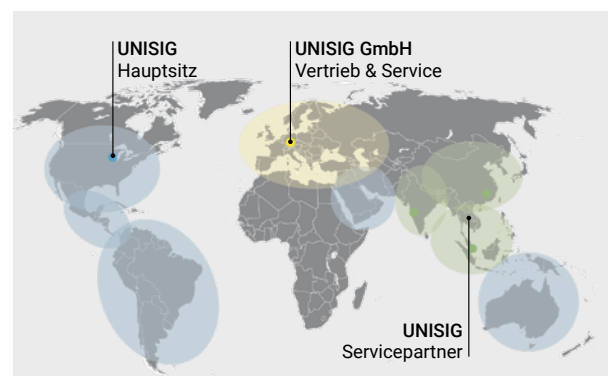 UNISIG
Hauptsitz
UNISIG GmbH
Vertrieb & Service
UNISIG
Servicepartner